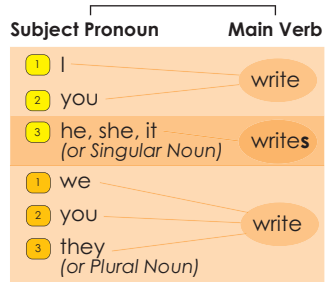 Subject Pronoun Main Verb
1 I
write
2 you
3 he, she, it writes
(or Singular Noun)
1 we
2 you write
3 they
(or Plural Noun)